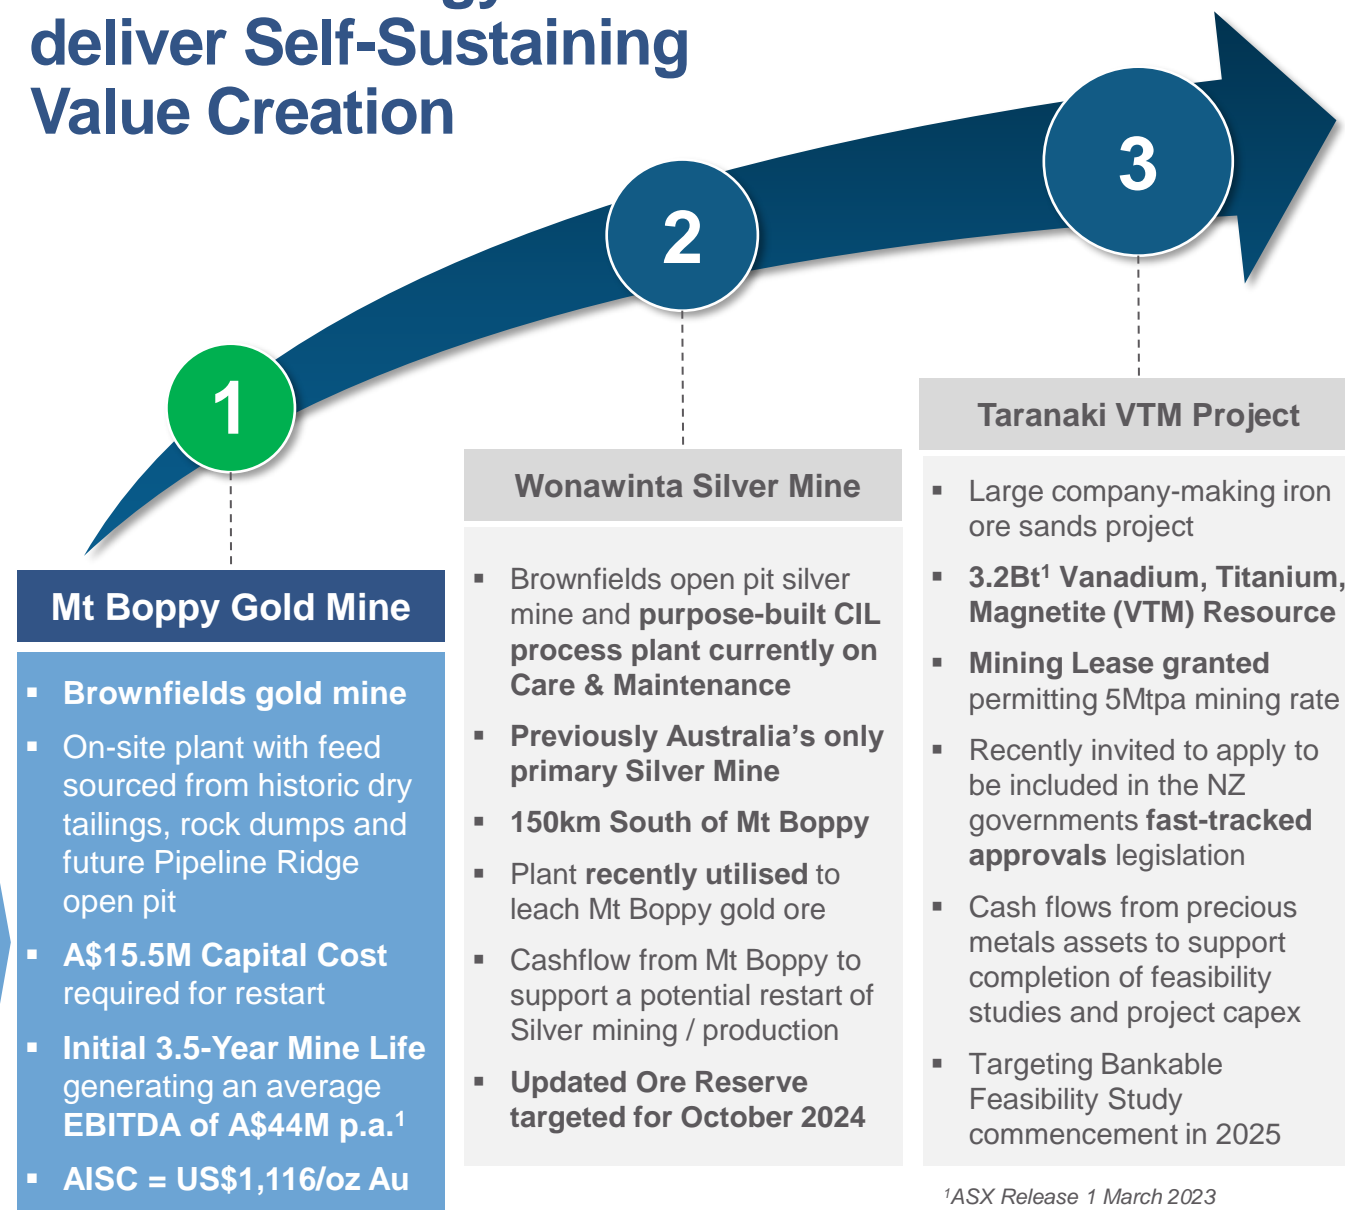 deliver Self-Sustaining
Value Creation
1
2
3
Mt Boppy Gold Mine
▪ Brownfields gold mine
▪ On-site plant with feed
sourced from historic dry
tailings, rock dumps and
future Pipeline Ridge
open pit
▪ A$15.5M Capital Cost
required for restart
▪ Initial 3.5-Year Mine Life
generating an average
EBITDA of A$44M p.a.¹
▪ AISC = US$1,116/oz Au
Wonawinta Silver Mine
▪ Brownfields open pit silver
mine and purpose-built CIL
process plant currently on
Care & Maintenance
▪ Previously Australia’s only
primary Silver Mine
▪ 150km South of Mt Boppy
▪ Plant recently utilised to
leach Mt Boppy gold ore
▪ Cashflow from Mt Boppy to
support a potential restart of
Silver mining / production
▪ Updated Ore Reserve
targeted for October 2024
Taranaki VTM Project
▪ Large company-making iron
ore sands project
▪ 3.2Bt¹ Vanadium, Titanium,
Magnetite (VTM) Resource
▪ Mining Lease granted
permitting 5Mtpa mining rate
▪ Recently invited to apply to
be included in the NZ
governments fast-tracked
approvals legislation
▪ Cash flows from precious
metals assets to support
completion of feasibility
studies and project capex
▪ Targeting Bankable
Feasibility Study
commencement in 2025
¹ASX Release 1 March 2023